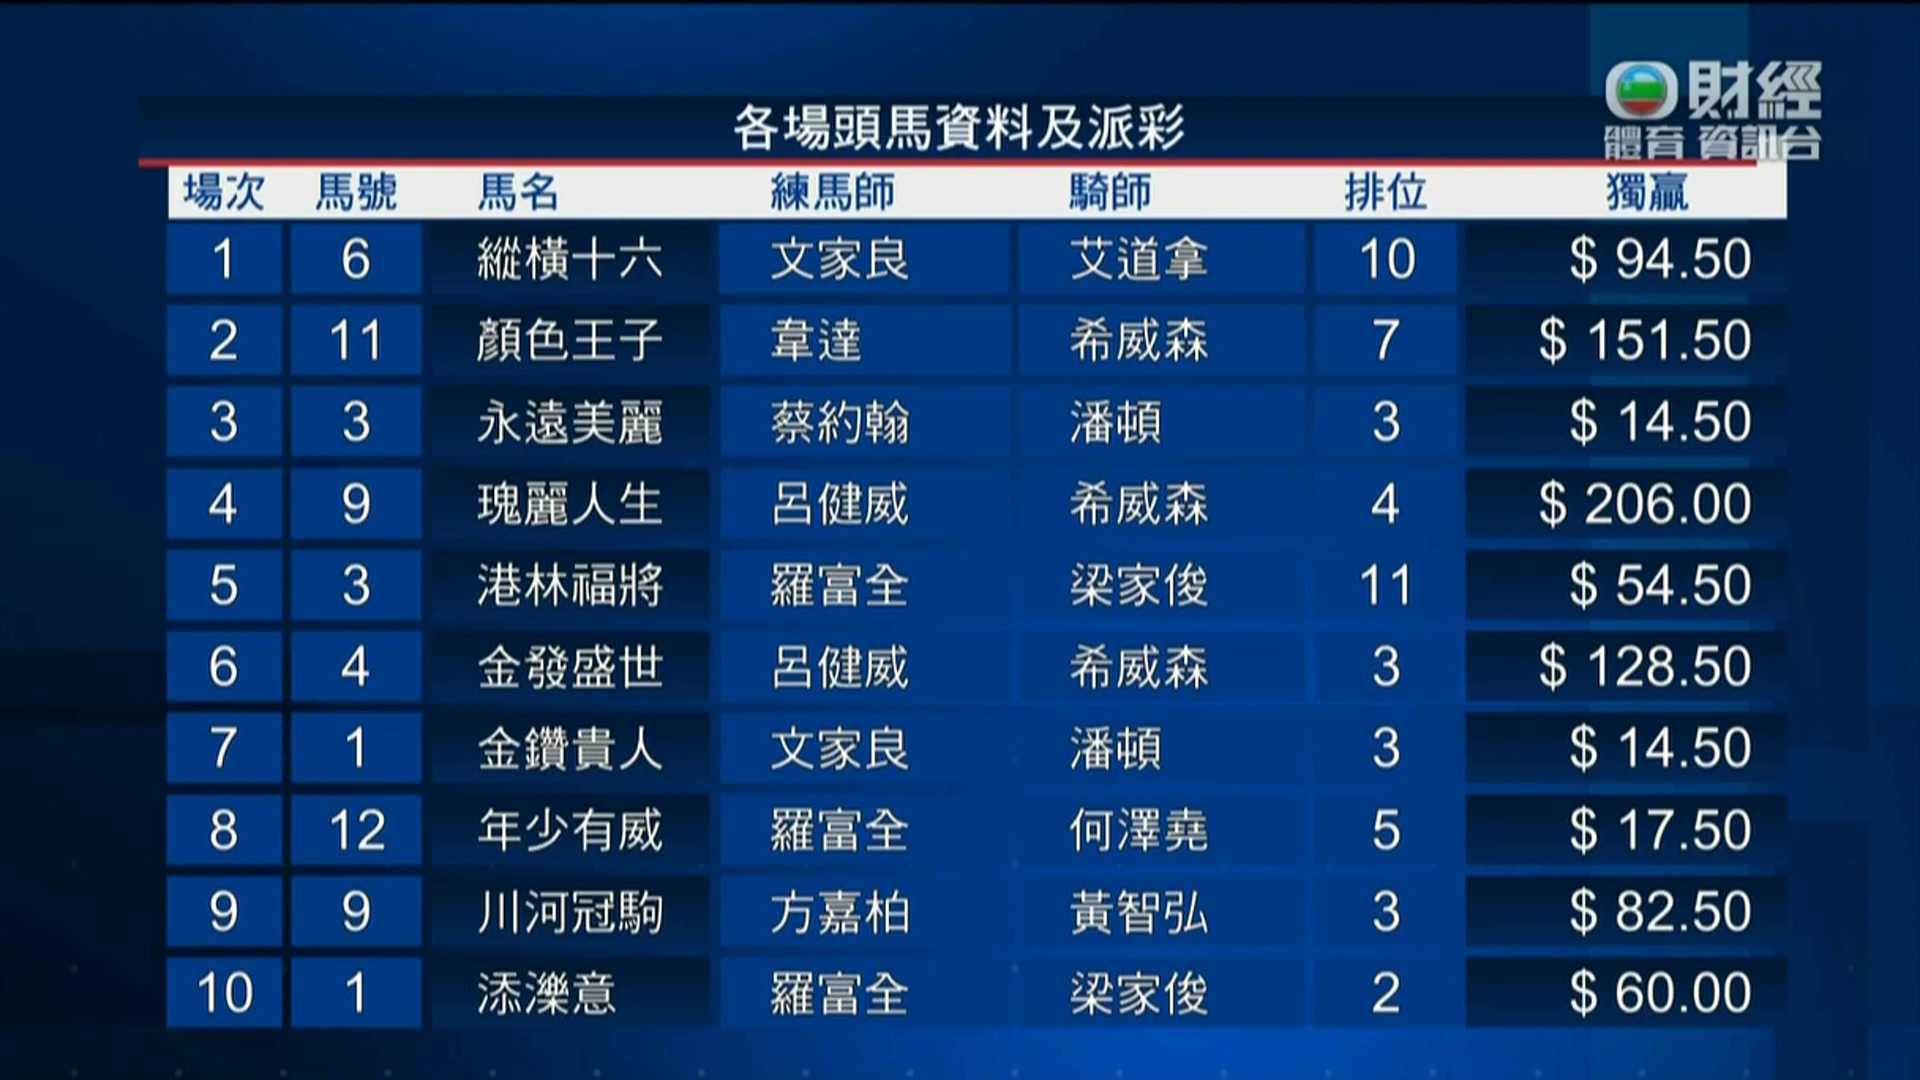 財經
體育 資訊台
各場頭馬資料及派彩
場次 馬號 馬名 練馬師 騎師 排位 獨贏
1 6 縱橫十六 文家良 艾道拿 10 $ 94.50
2 11 顏色王子 韋達 希威森 7 $ 151.50
3 3 永遠美麗 蔡約翰 潘頓 3 $ 14.50
4 9 瑰麗人生 呂健威 希威森 4 $ 206.00
5 3 港林福將 羅富全 梁家俊 11 $ 54.50
6 4 金發盛世 呂健威 希威森 3 $ 128.50
7 1 金鑽貴人 文家良 潘頓 3 $ 14.50
8 12 年少有威 羅富全 何澤堯 5 $ 17.50
9 9 川河冠駒 方嘉柏 黃智弘 3 $ 82.50
10 1 添濼意 羅富全 梁家俊 2 $ 60.00